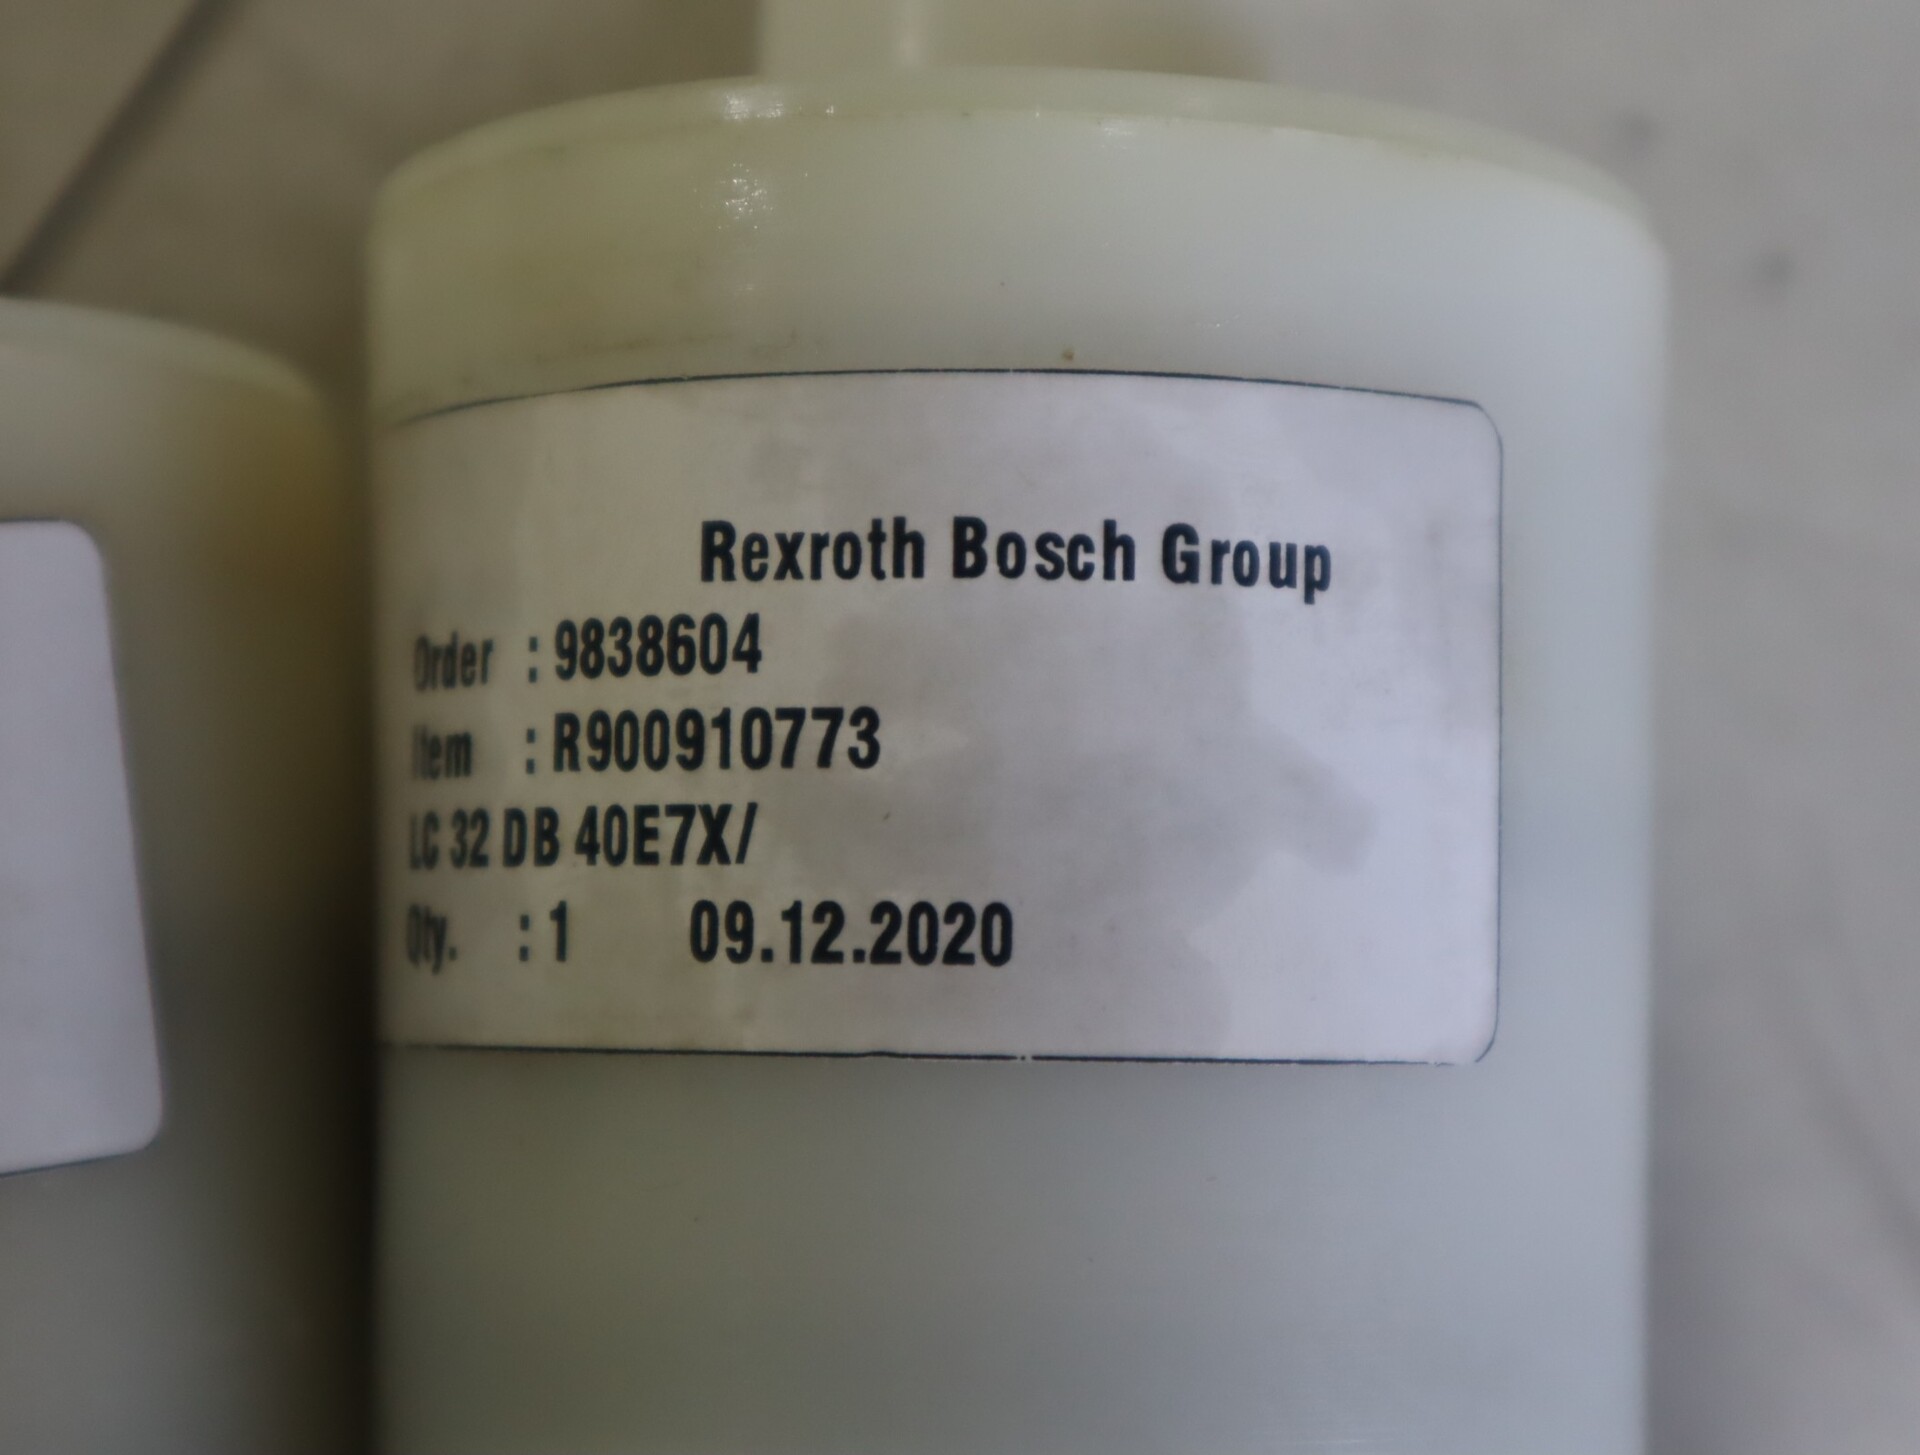 Rexroth Bosch Group
Order : 9838604
Item : R900910773
LC 32 DB 40E7X/
Qty. : 1 09.12.2020